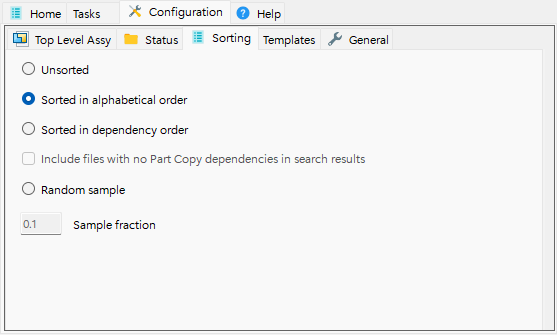 Home Tasks Configuration Help
Top Level Assy Status Sorting Templates General
Unsorted
Sorted in alphabetical order
Sorted in dependency order
Include files with no Part Copy dependencies in search results
Random sample
0.1 Sample fraction